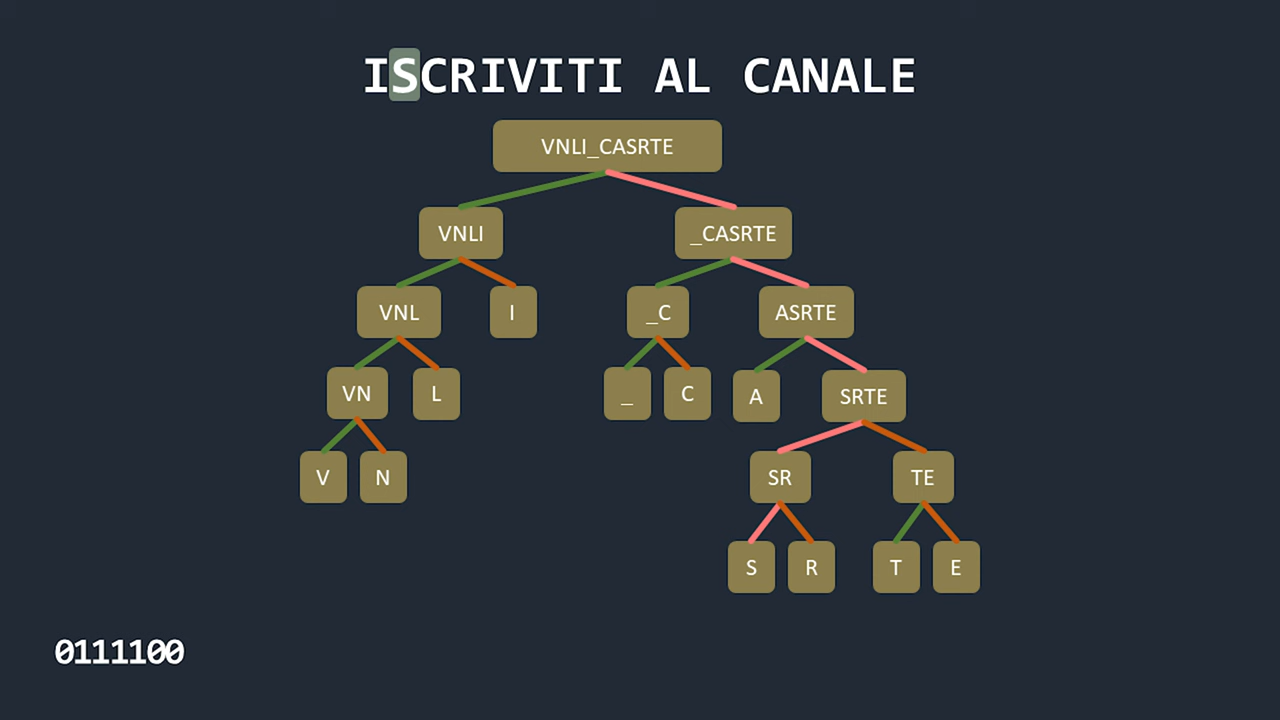 ISCRIVITI AL CANALE
VNLI_CASRTE
VNLI _CASRTE
VNL I _C ASRTE
VN L _ C A SRTE
V N SR TE
S R T E
0111100